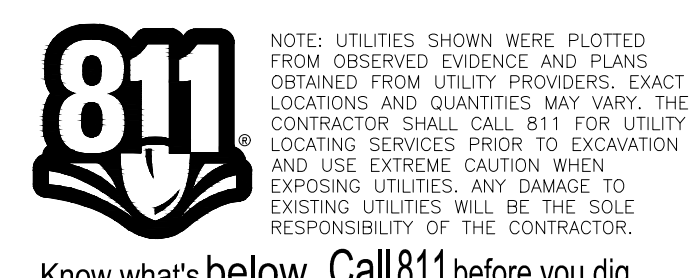 811®
NOTE: UTILITIES SHOWN WERE PLOTTED
FROM OBSERVED EVIDENCE AND PLANS
OBTAINED FROM UTILITY PROVIDERS. EXACT
LOCATIONS AND QUANTITIES MAY VARY. THE
CONTRACTOR SHALL CALL 811 FOR UTILITY
LOCATING SERVICES PRIOR TO EXCAVATION
AND USE EXTREME CAUTION WHEN
EXPOSING UTILITIES. ANY DAMAGE TO
EXISTING UTILITIES WILL BE THE SOLE
RESPONSIBILITY OF THE CONTRACTOR.
Know what's below. Call 811 before you dig.